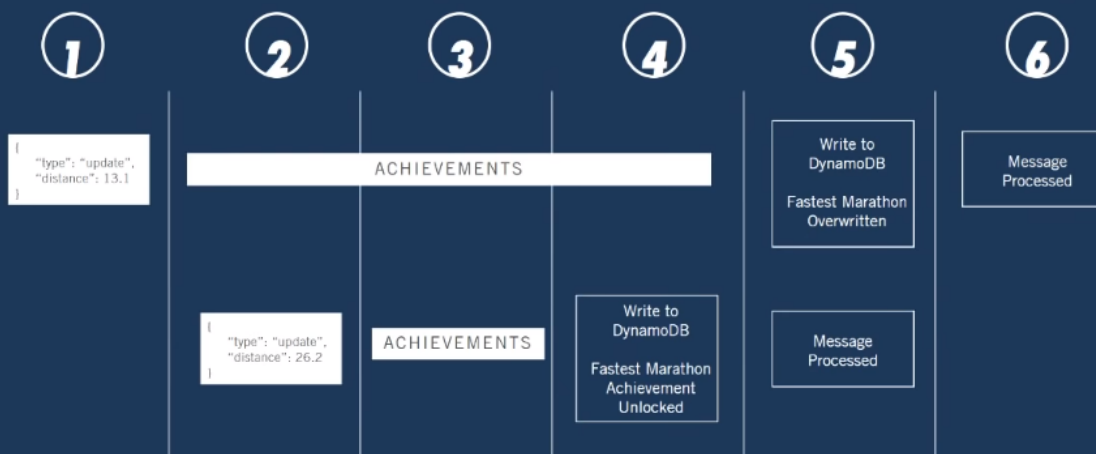 1 2 3 4 5 6
{
"type": "update",
"distance": 13.1
}
ACHIEVEMENTS
Write to
DynamoDB
Fastest Marathon
Overwritten
Message
Processed
{
"type": "update",
"distance": 26.2
}
ACHIEVEMENTS
Write to
DynamoDB
Fastest Marathon
Achievement
Unlocked
Message
Processed